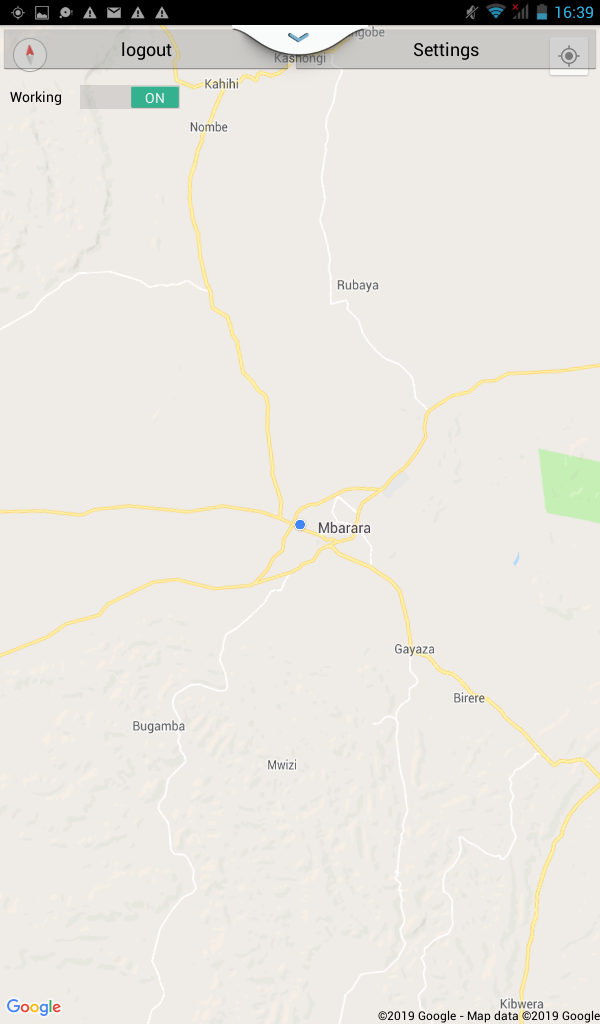 16:39
logout
Settings
Kashongi
Working
ON
Kahihi
Nombe
Rubaya
Mbarara
Gayaza
Birere
Bugamba
Mwizi
Kibwera
Google
©2019 Google - Map data ©2019 Google